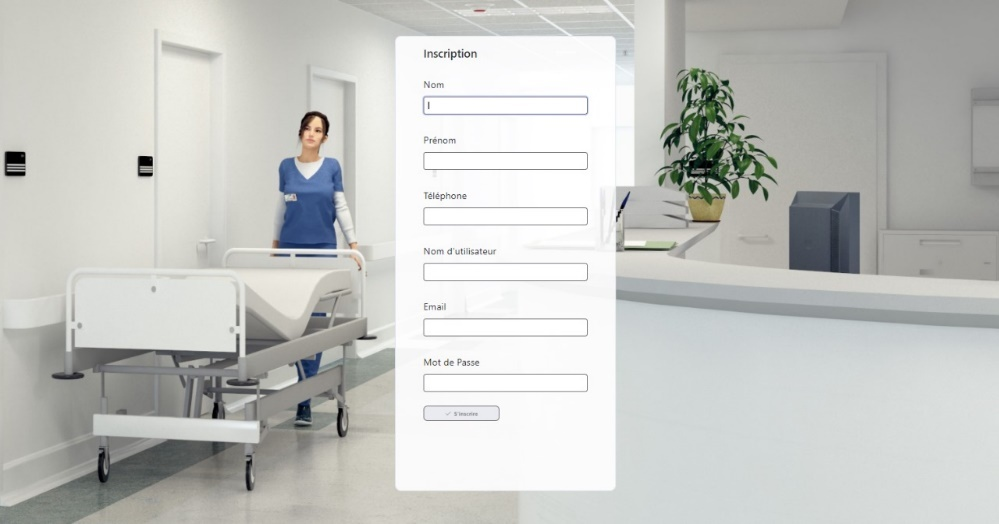 Inscription
Nom
Prénom
Téléphone
Nom d'utilisateur
Email
Mot de Passe
S'inscrire